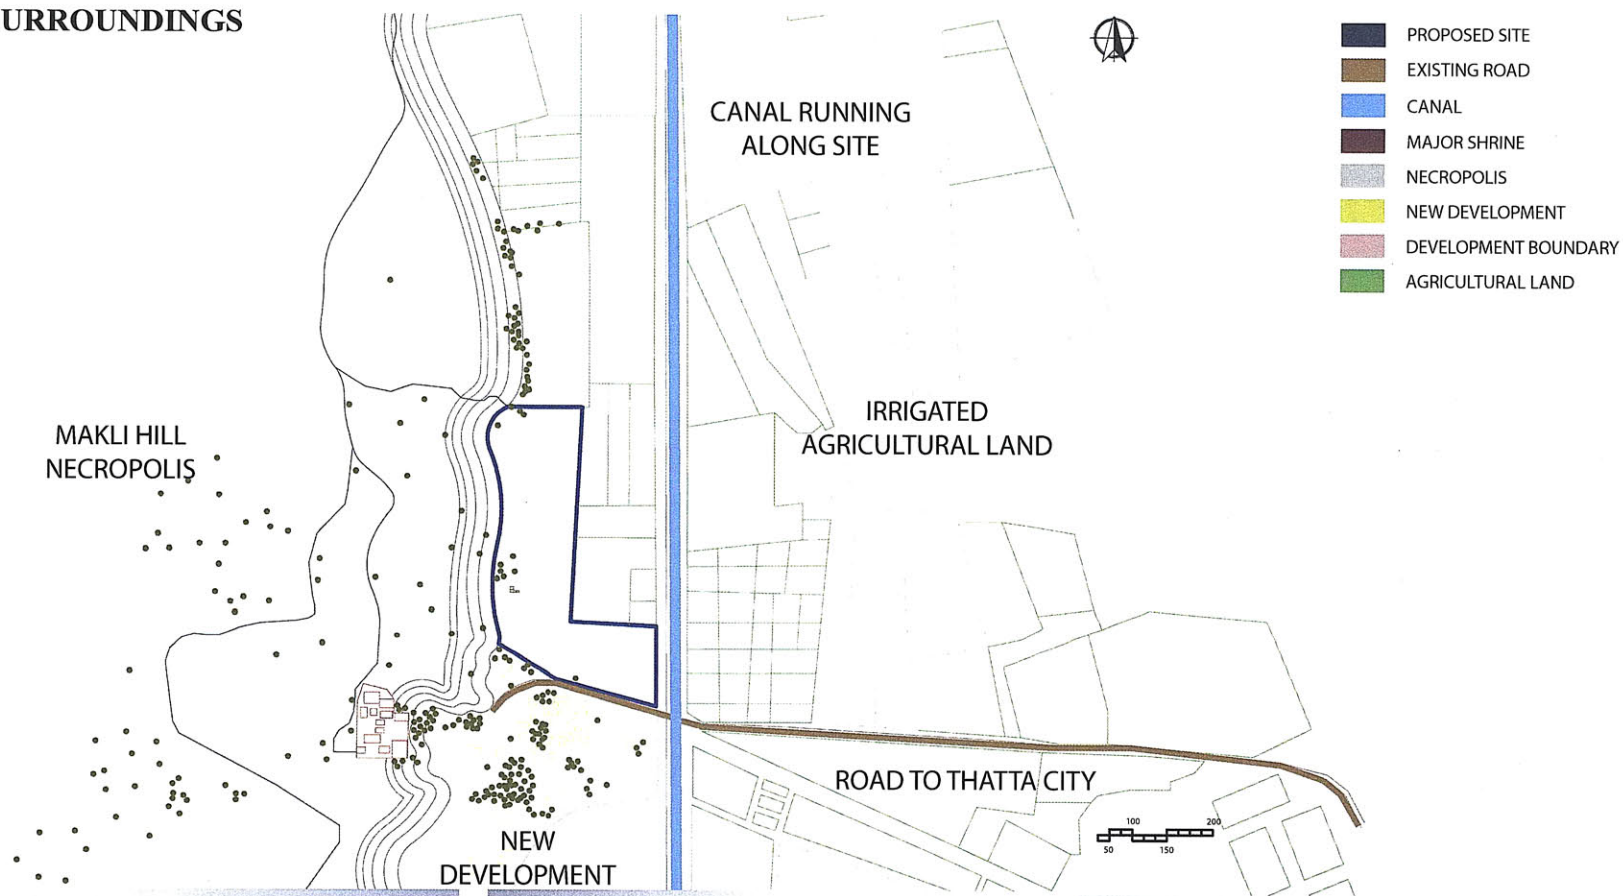 URROUNDINGS
PROPOSED SITE
EXISTING ROAD
CANAL
MAJOR SHRINE
NECROPOLIS
NEW DEVELOPMENT
DEVELOPMENT BOUNDARY
AGRICULTURAL LAND
CANAL RUNNING
ALONG SITE
IRRIGATED
AGRICULTURAL LAND
MAKLI HILL
NECROPOLIS
ROAD TO THATTA CITY
100 200
50 150
NEW
DEVELOPMENT